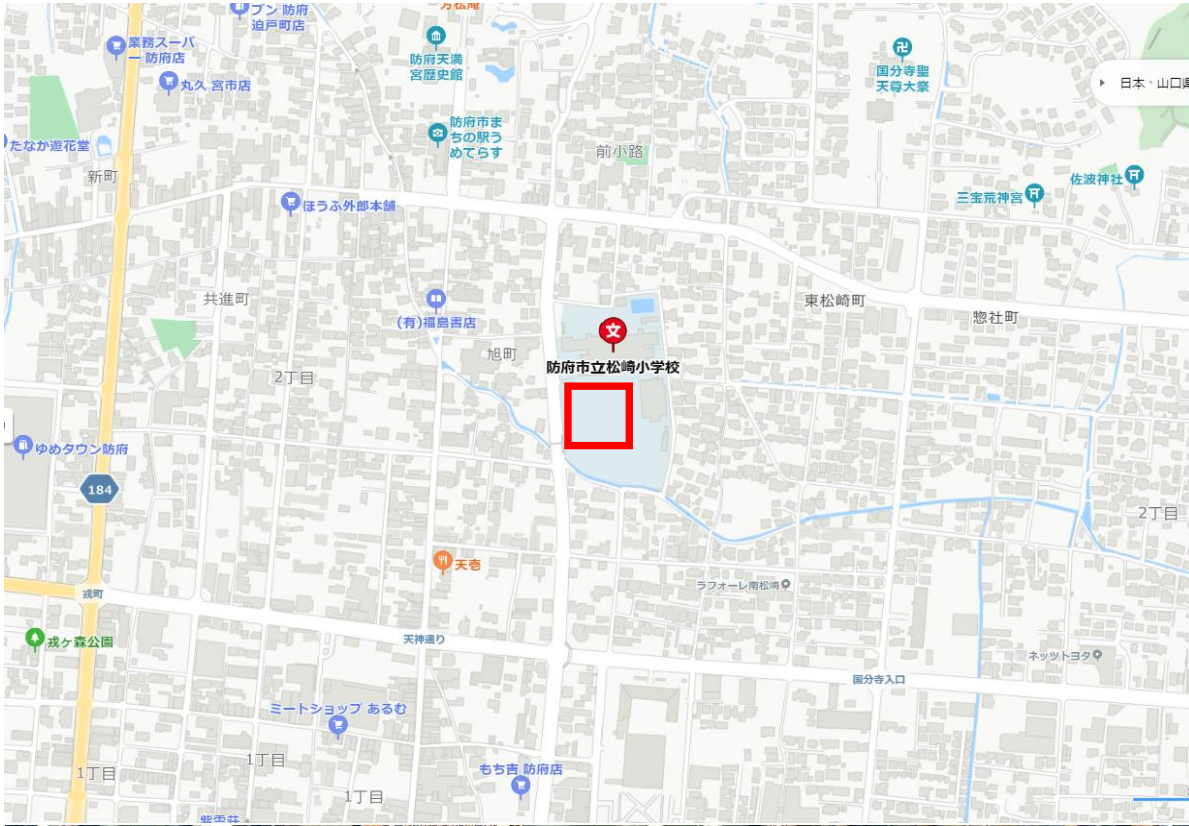 芳松庵
ブン 防府
迫戸町店
業務スーパ
ー 防府店
丸久 宮市店
防府天満
宮歴史館
国分寺聖
天尊大祭
日本・山口県
たなか遊花堂
新町
防府市ま
ちの駅う
めてらす
前小路
ほうふ外郎本舗
佐波神社
三宝荒神宮
共進町
(有)福島書店
旭町
東松崎町
惣社町
文
防府市立松崎小学校
2丁目
ゆめタウン防府
184
2丁目
天壱
ラフォーレ南松崎
戎町
戎ケ森公園
天神通り
ネッツトヨタ
国分寺入口
ミートショップ あるむ
1丁目
1丁目
もち吉 防府店
1丁目
紫雲荘